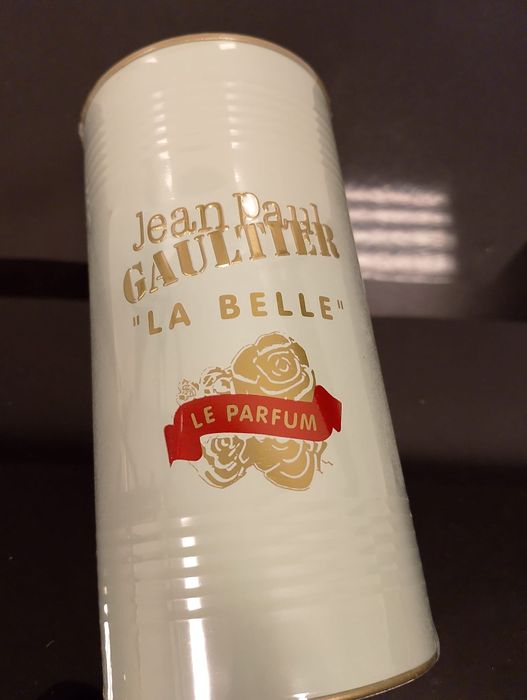 Jean Paul
GAULTIER
"LA BELLE"
LE PARFUM